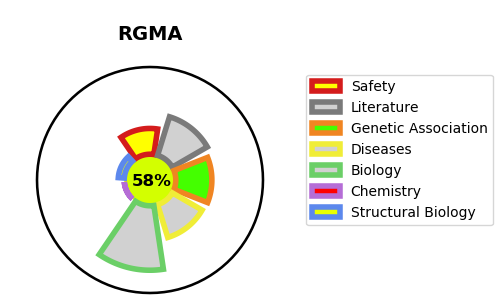 RGMA
58%
Safety
Literature
Genetic Association
Diseases
Biology
Chemistry
Structural Biology